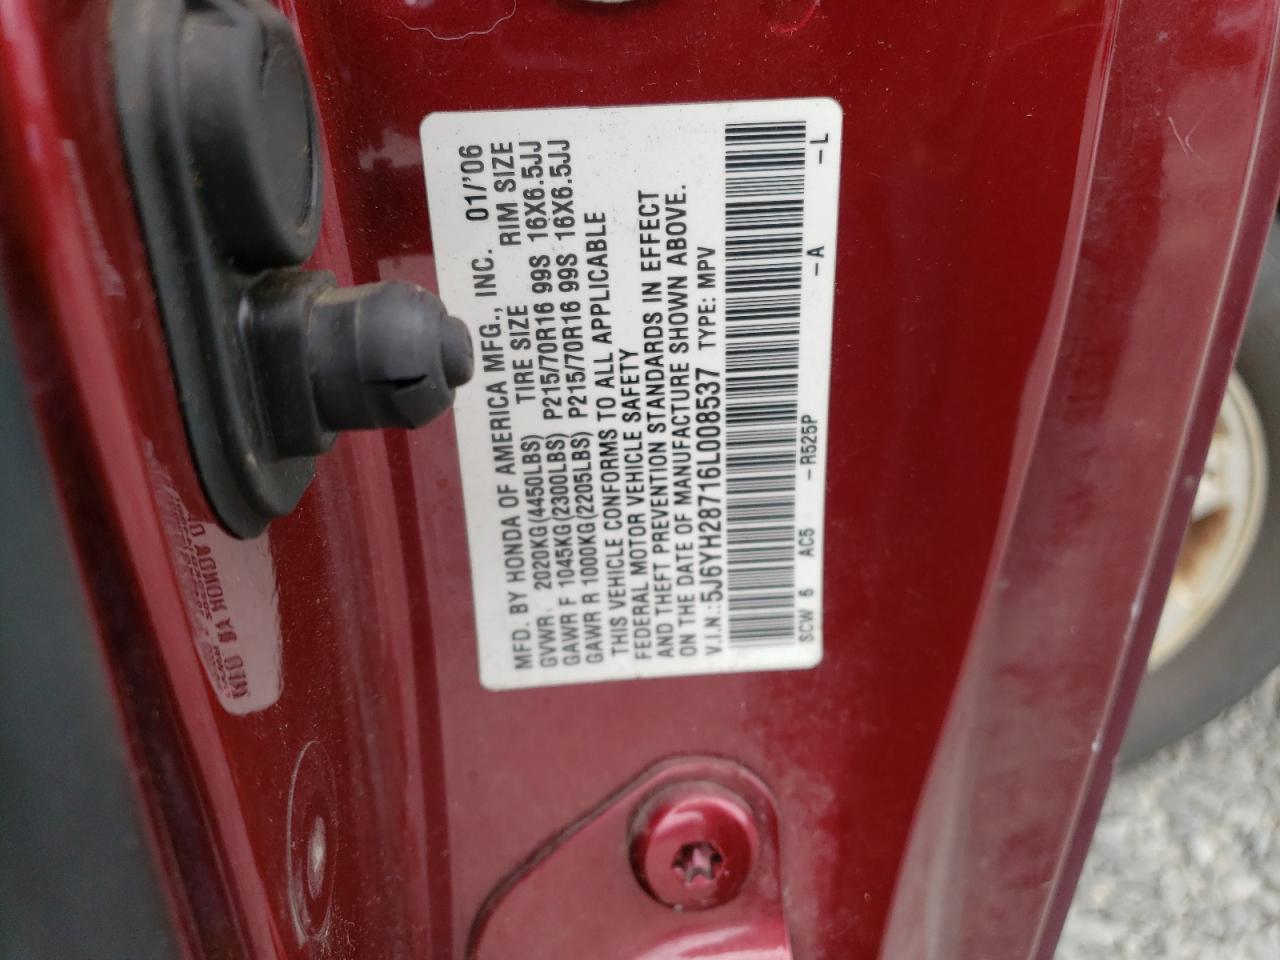 MFD. BY HONDA OF AMERICA MFG., INC. 01/'06
GVWR 2020KG(4450LBS) TIRE SIZE RIM SIZE
GAWR F 1045KG(2300LBS) P215/70R16 99S 16X6.5JJ
GAWR R 1000KG(2205LBS) P215/70R16 99S 16X6.5JJ
THIS VEHICLE CONFORMS TO ALL APPLICABLE
FEDERAL MOTOR VEHICLE SAFETY
AND THEFT PREVENTION STANDARDS IN EFFECT
ON THE DATE OF MANUFACTURE SHOWN ABOVE.
V.I.N.:5J6YH28716L008537 TYPE: MPV
SCW 6 AC5 -R525P -A -L